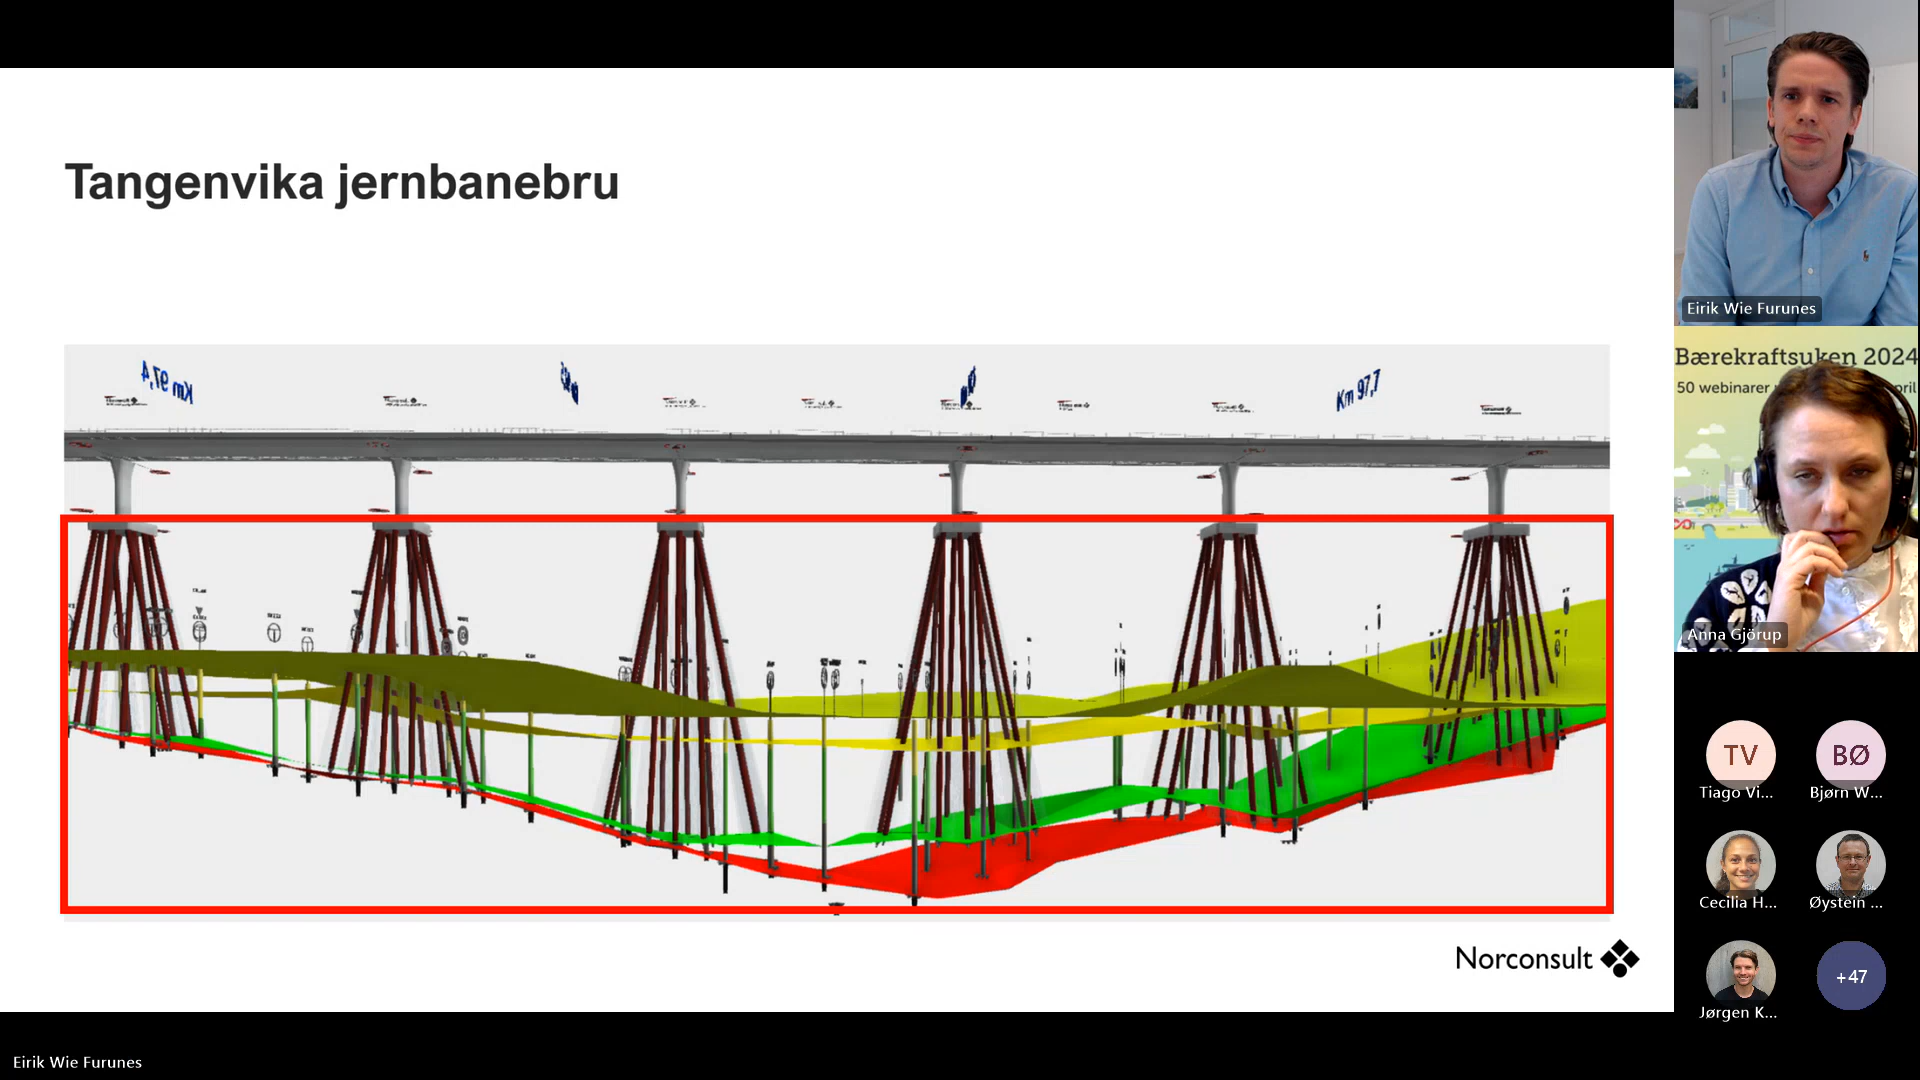 Tangenvika jernbanebru
Km 97,4
Km 97,7
Norconsult
Eirik Wie Furunes
Bærekraftsuken 2024
50 webinarer
Anna Gjörup
TV
BØ
Tiago Vi...
Bjørn W...
Cecilia H...
Øystein ...
Jørgen K...
+47
Eirik Wie Furunes